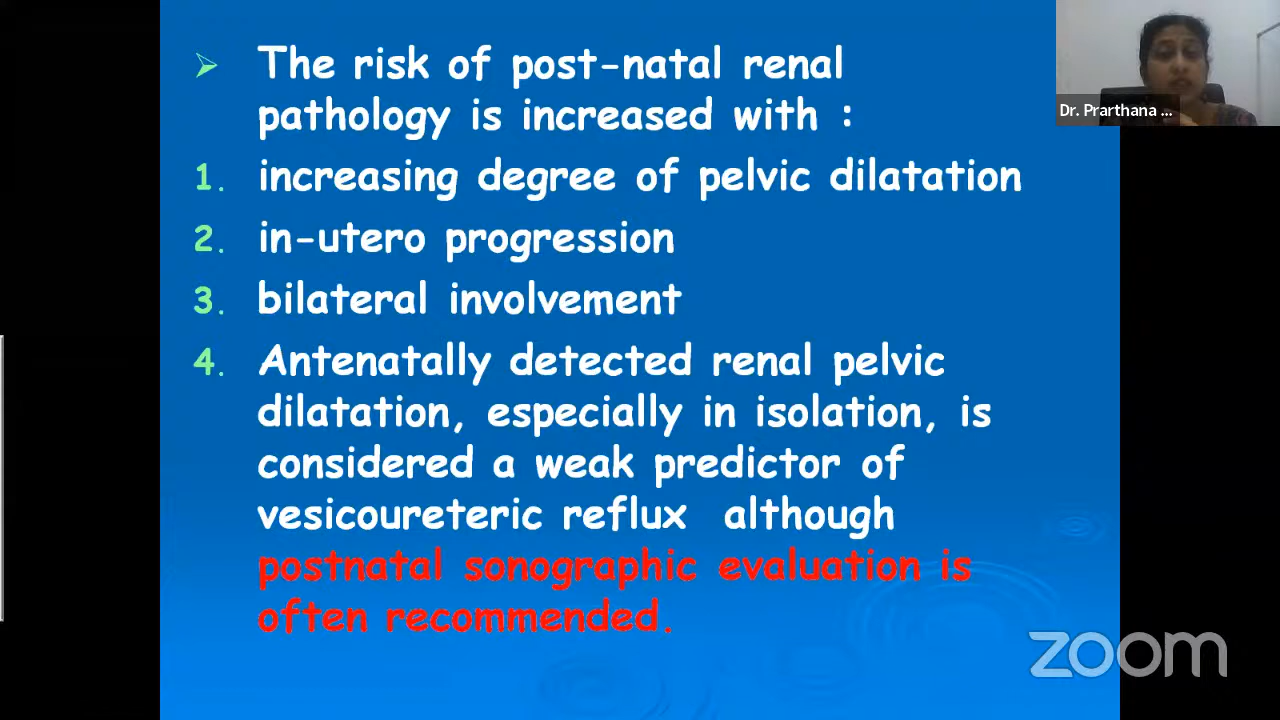 ➢ The risk of post-natal renal
pathology is increased with :
1. increasing degree of pelvic dilatation
2. in-utero progression
3. bilateral involvement
4. Antenatally detected renal pelvic
dilatation, especially in isolation, is
considered a weak predictor of
vesicoureteric reflux although
postnatal sonographic evaluation is
often recommended.
Dr. Prarthana ...
zoom